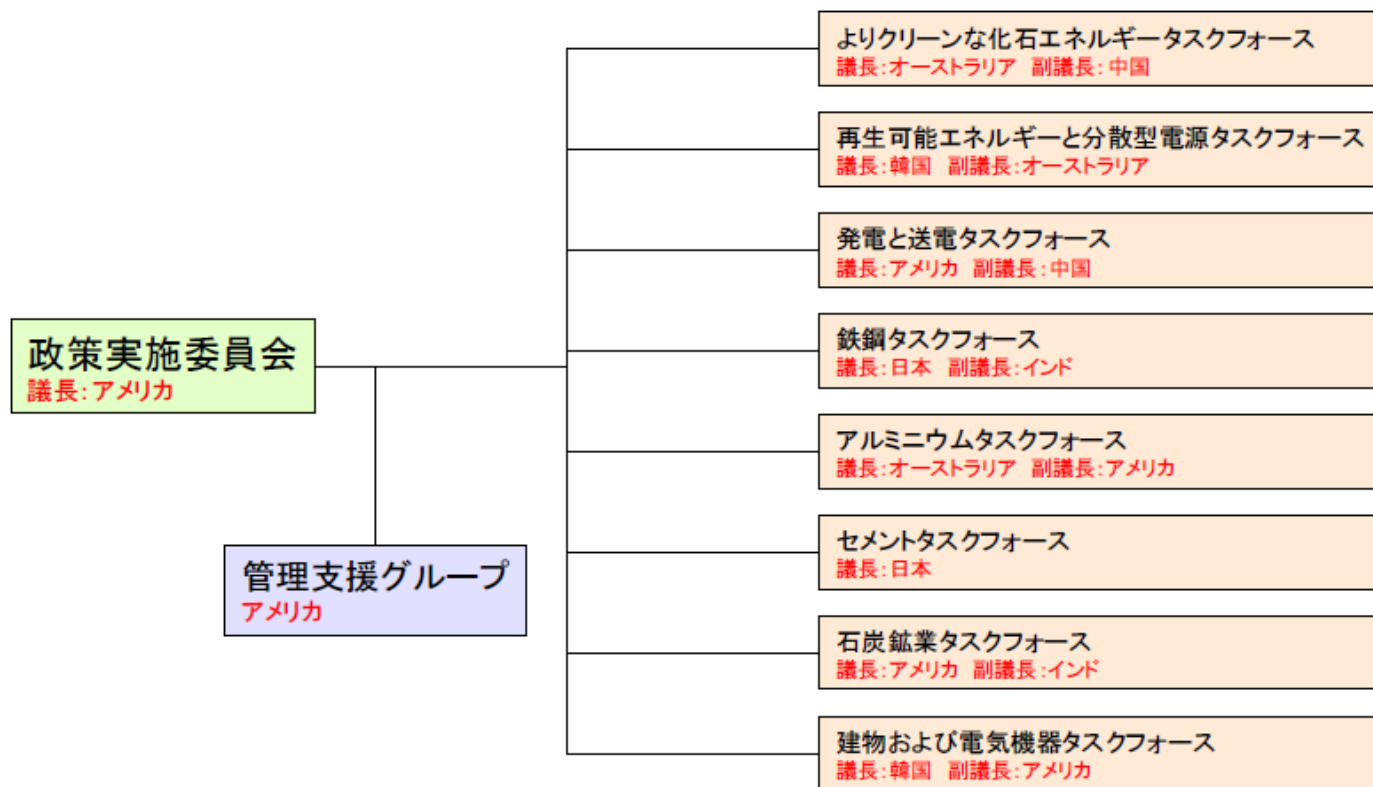 よりクリーンな化石エネルギータスクフォース
議長:オーストラリア 副議長:中国
再生可能エネルギーと分散型電源タスクフォース
議長:韓国 副議長:オーストラリア
発電と送電タスクフォース
議長:アメリカ 副議長:中国
政策実施委員会
議長:アメリカ
鉄鋼タスクフォース
議長:日本 副議長:インド
アルミニウムタスクフォース
議長:オーストラリア 副議長:アメリカ
管理支援グループ
アメリカ
セメントタスクフォース
議長:日本
石炭鉱業タスクフォース
議長:アメリカ 副議長:インド
建物および電気機器タスクフォース
議長:韓国 副議長:アメリカ